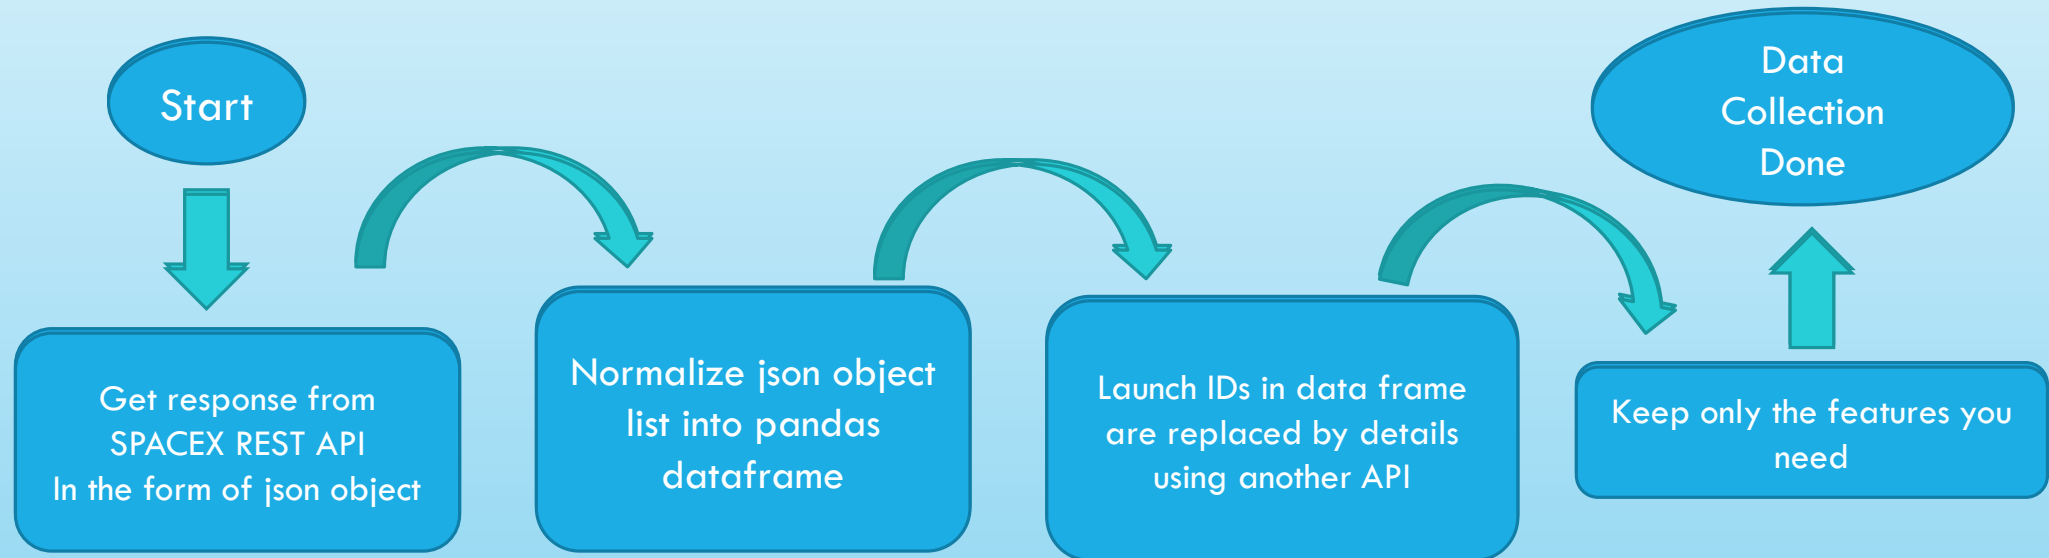 Start
Get response from
SPACEX REST API
In the form of json object
Normalize json object
list into pandas
dataframe
Launch IDs in data frame
are replaced by details
using another API
Keep only the features you
need
Data
Collection
Done